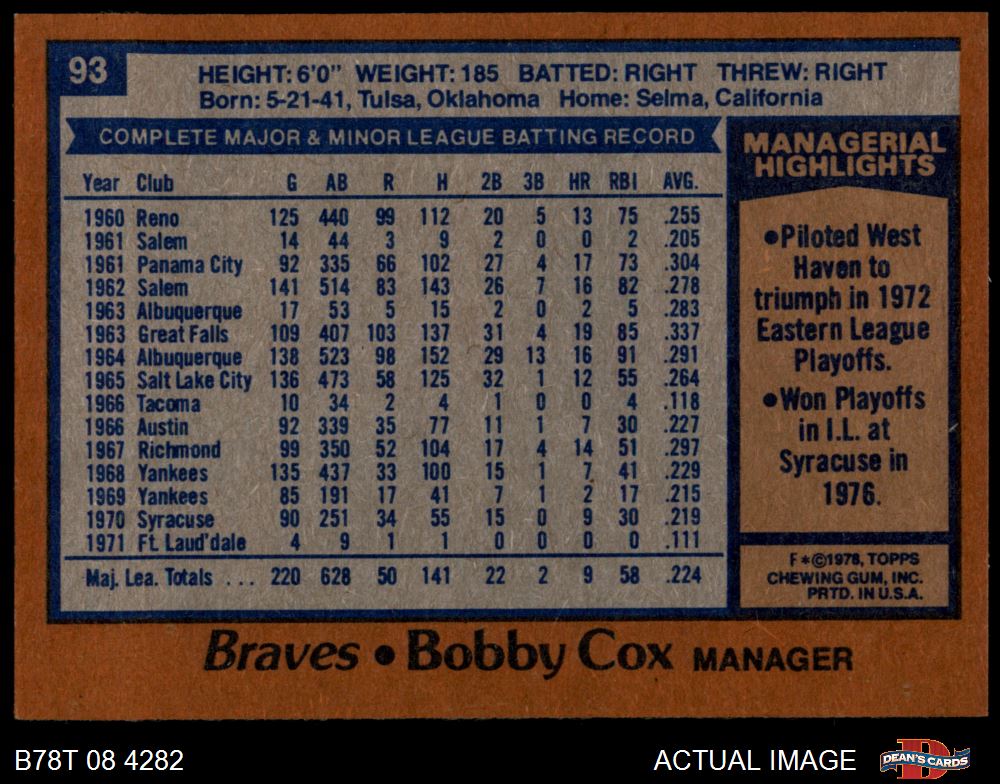 93
HEIGHT: 6'0" WEIGHT: 185 BATTED: RIGHT THREW: RIGHT
Born: 5-21-41, Tulsa, Oklahoma Home: Selma, California
COMPLETE MAJOR & MINOR LEAGUE BATTING RECORD
Year Club G AB R H 2B 3B HR RBI AVG.
1960 Reno 125 440 99 112 20 5 13 75 .255
1961 Salem 14 44 3 9 2 0 0 2 .205
1961 Panama City 92 335 66 102 27 4 17 73 .304
1962 Salem 141 514 83 143 26 7 16 82 .278
1963 Albuquerque 17 53 5 15 2 0 2 5 .283
1963 Great Falls 109 407 103 137 31 4 19 85 .337
1964 Albuquerque 138 523 98 152 29 13 16 91 .291
1965 Salt Lake City 136 473 58 125 32 1 12 55 .264
1966 Tacoma 10 34 2 4 1 0 0 4 .118
1966 Austin 92 339 35 77 11 1 7 30 .227
1967 Richmond 99 350 52 104 17 4 14 51 .297
1968 Yankees 135 437 33 100 15 1 7 41 .229
1969 Yankees 85 191 17 41 7 1 2 17 .215
1970 Syracuse 90 251 34 55 15 0 9 30 .219
1971 Ft. Laud'dale 4 9 1 1 0 0 0 0 .111
Maj. Lea. Totals ... 220 628 50 141 22 2 9 58 .224
MANAGERIAL
HIGHLIGHTS
•Piloted West
Haven to
triumph in 1972
Eastern League
Playoffs.
•Won Playoffs
in I.L. at
Syracuse in
1976.
F*©1978, TOPPS
CHEWING GUM, INC.
PRTD. IN U.S.A.
Braves • Bobby Cox MANAGER
B78T 08 4282
ACTUAL IMAGE
D
DEAN'S CARDS